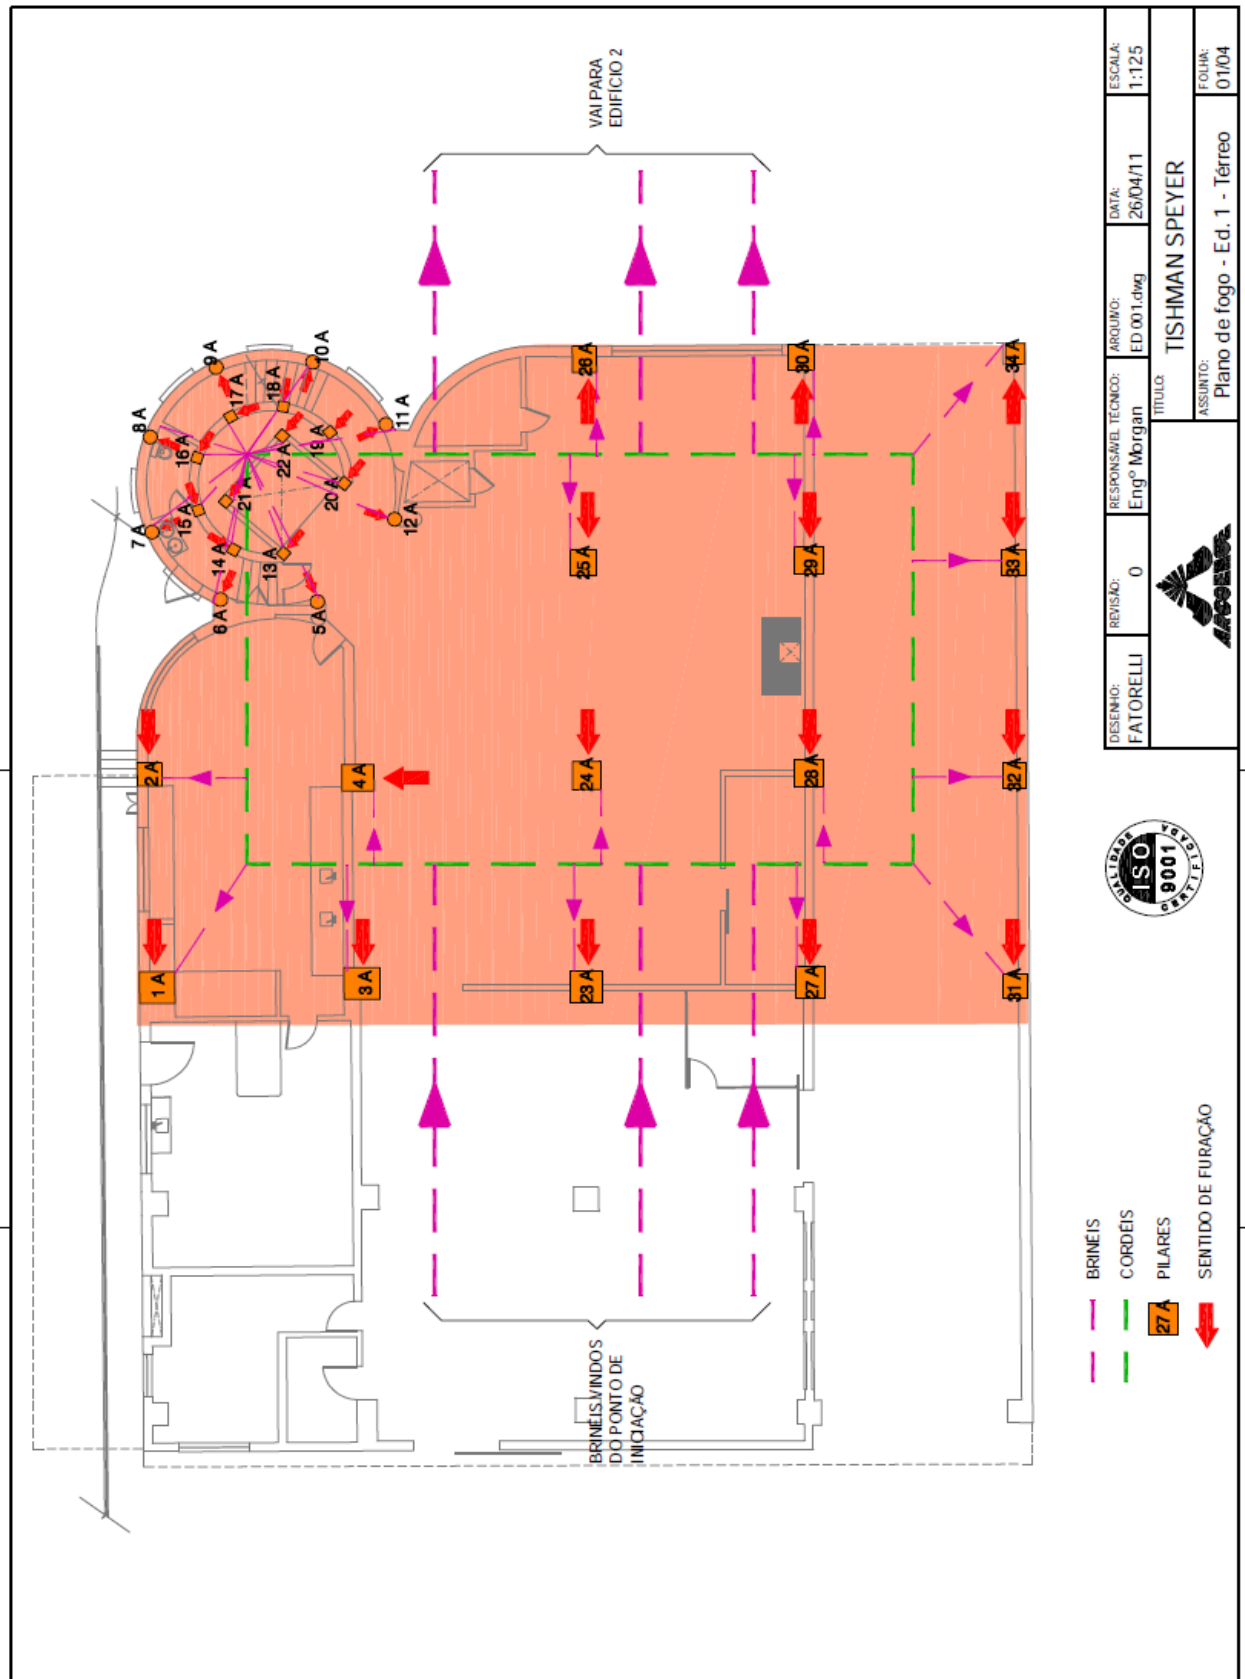 VAI PARA
EDIFÍCIO 2
1 A
2 A
3 A
4 A
5 A
6 A
7 A
8 A
9 A
10 A
11 A
12 A
13 A
14 A
15 A
16 A
17 A
18 A
19 A
20 A
21 A
22 A
23 A
24 A
25 A
26 A
27 A
28 A
29 A
30 A
31 A
32 A
33 A
34 A
BRINÉIS VINDOS
DO PONTO DE
INICIAÇÃO
BRINÉIS
CORDÉIS
27 A PILARES
SENTIDO DE FURAÇÃO
QUALIDADE
ISO
9001
CERTIFICADA
DESENHO:
FATORELLI
REVISÃO:
0
RESPONSÁVEL TÉCNICO:
Engº Morgan
ARQUIVO:
ED 001.dwg
DATA:
26/04/11
ESCALA:
1:125
TÍTULO:
TISHMAN SPEYER
ASSUNTO:
Plano de fogo - Ed. 1 - Térreo
FOLHA:
01/04